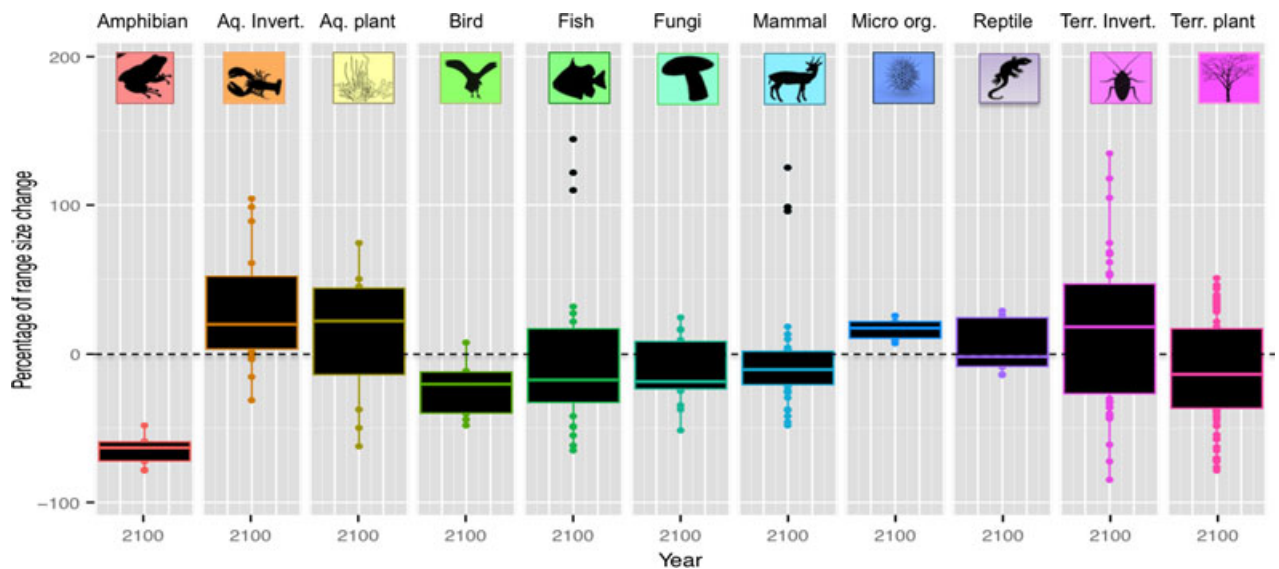 Amphibian Aq. Invert. Aq. plant Bird Fish Fungi Mammal Micro org. Reptile Terr. Invert. Terr. plant
200
100
0
−100
Percentage of range size change
2100 2100 2100 2100 2100 2100 2100 2100 2100 2100 2100
Year